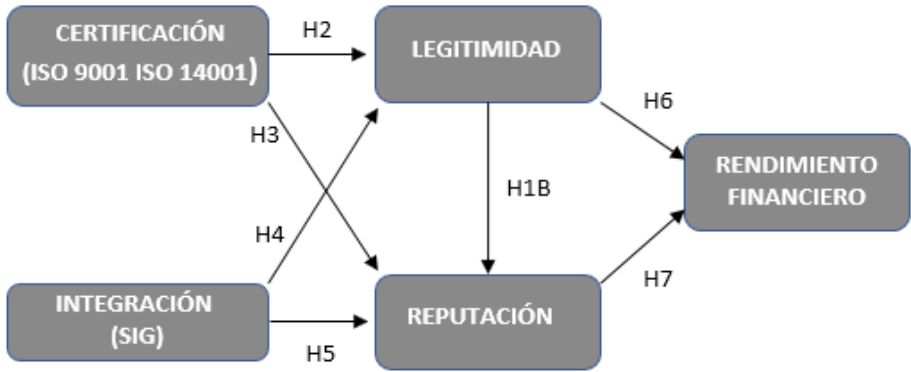 CERTIFICACIÓN
(ISO 9001 ISO 14001)
H2
LEGITIMIDAD
H3
H6
H1B
RENDIMIENTO
FINANCIERO
H4
INTEGRACIÓN
(SIG)
H5
REPUTACIÓN
H7